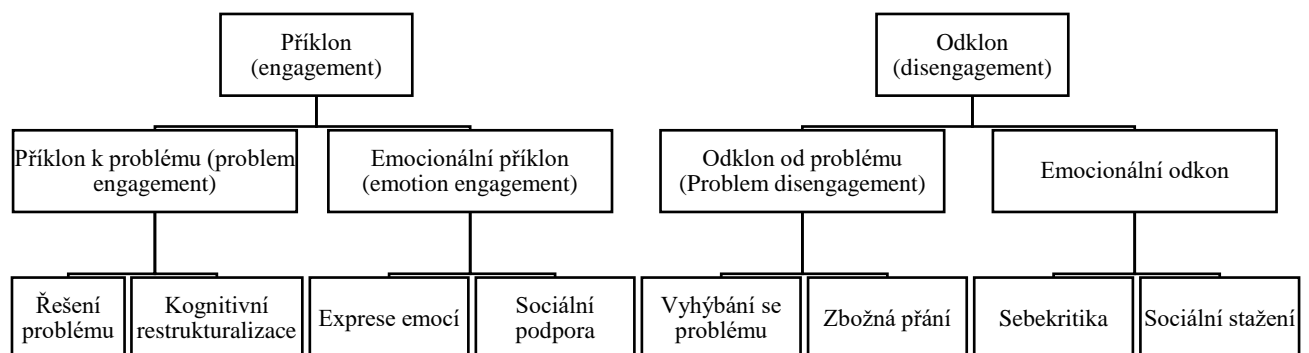 Příklon
(engagement)
Odklon
(disengagement)
Příklon k problému (problem
engagement)
Emocionální příklon
(emotion engagement)
Odklon od problému
(Problem disengagement)
Emocionální odkon
Řešení
problému
Kognitivní
restrukturalizace
Exprese emocí
Sociální
podpora
Vyhýbání se
problému
Zbožná přání
Sebekritika
Sociální stažení